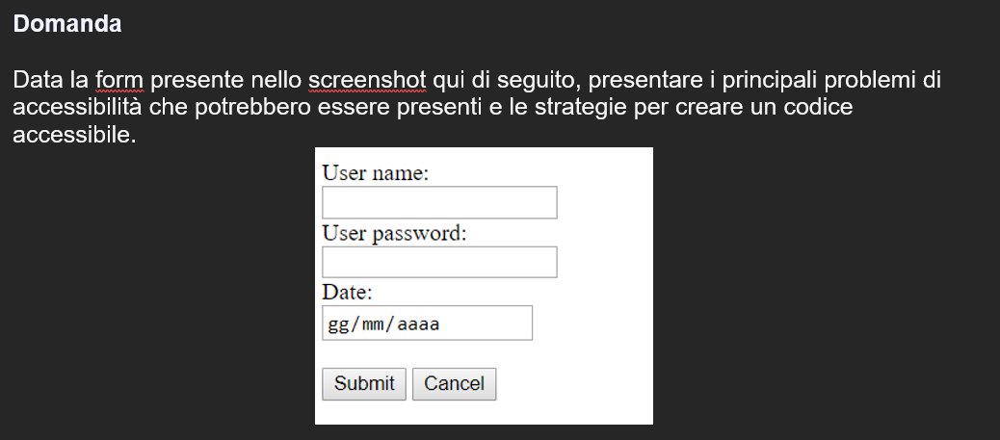 Domanda
Data la form presente nello screenshot qui di seguito, presentare i principali problemi di
accessibilità che potrebbero essere presenti e le strategie per creare un codice
accessibile.
User name:
User password:
Date:
gg/mm/aaaa
Submit Cancel